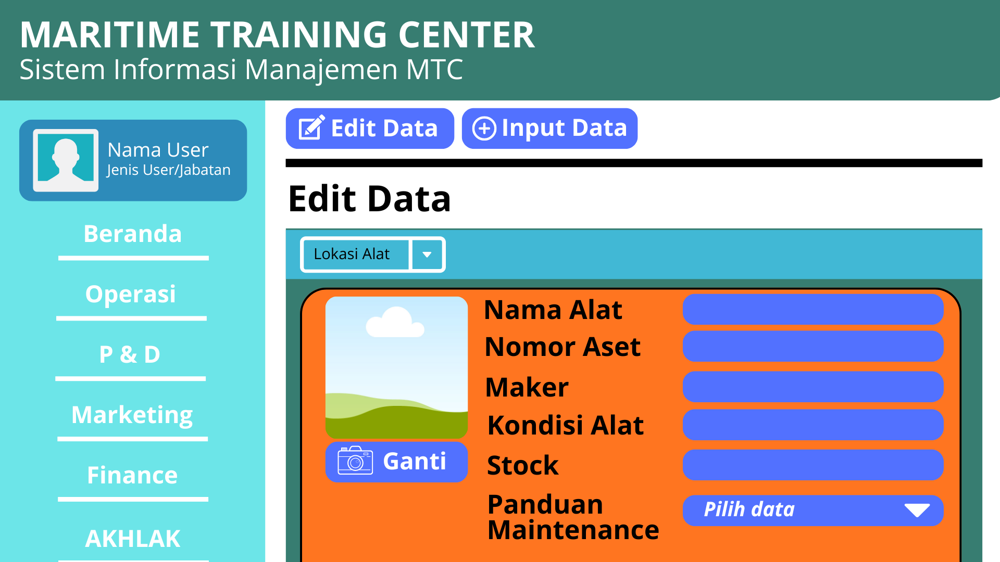 MARITIME TRAINING CENTER
Sistem Informasi Manajemen MTC
Nama User
Jenis User/Jabatan
Beranda
Operasi
P & D
Marketing
Finance
AKHLAK
Edit Data
Input Data
Edit Data
Lokasi Alat
Ganti
Nama Alat
Nomor Aset
Maker
Kondisi Alat
Stock
Panduan
Maintenance
Pilih data